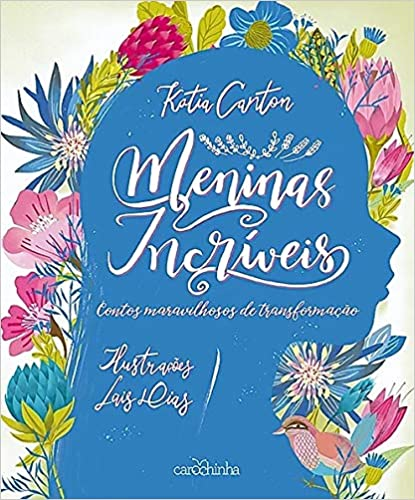 Katia Canton
Meninas
Incríveis
Contos maravilhosos de transformação
Ilustrações
Laís Dias
carochinha